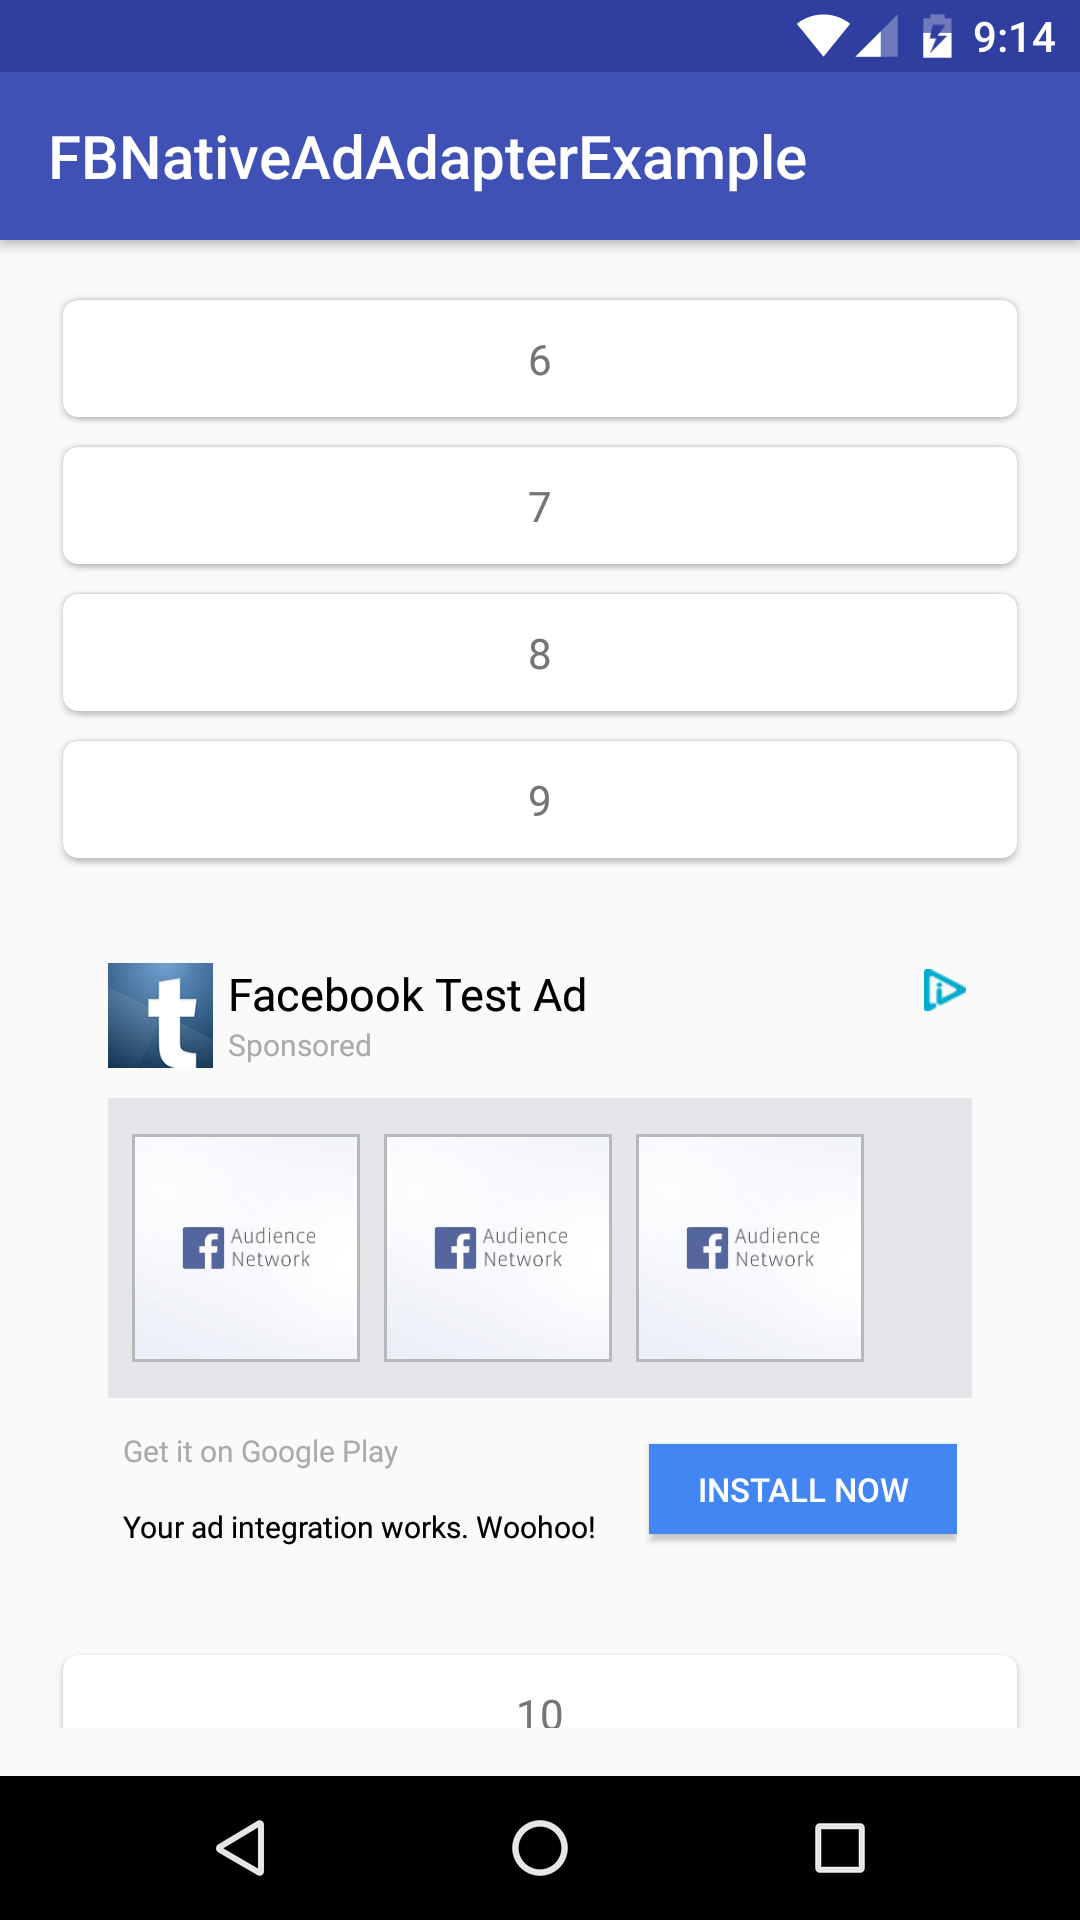 9:14
FBNativeAdAdapterExample
6
7
8
9
Facebook Test Ad
Sponsored
Audience
Network
Audience
Network
Audience
Network
Get it on Google Play
INSTALL NOW
Your ad integration works. Woohoo!
10